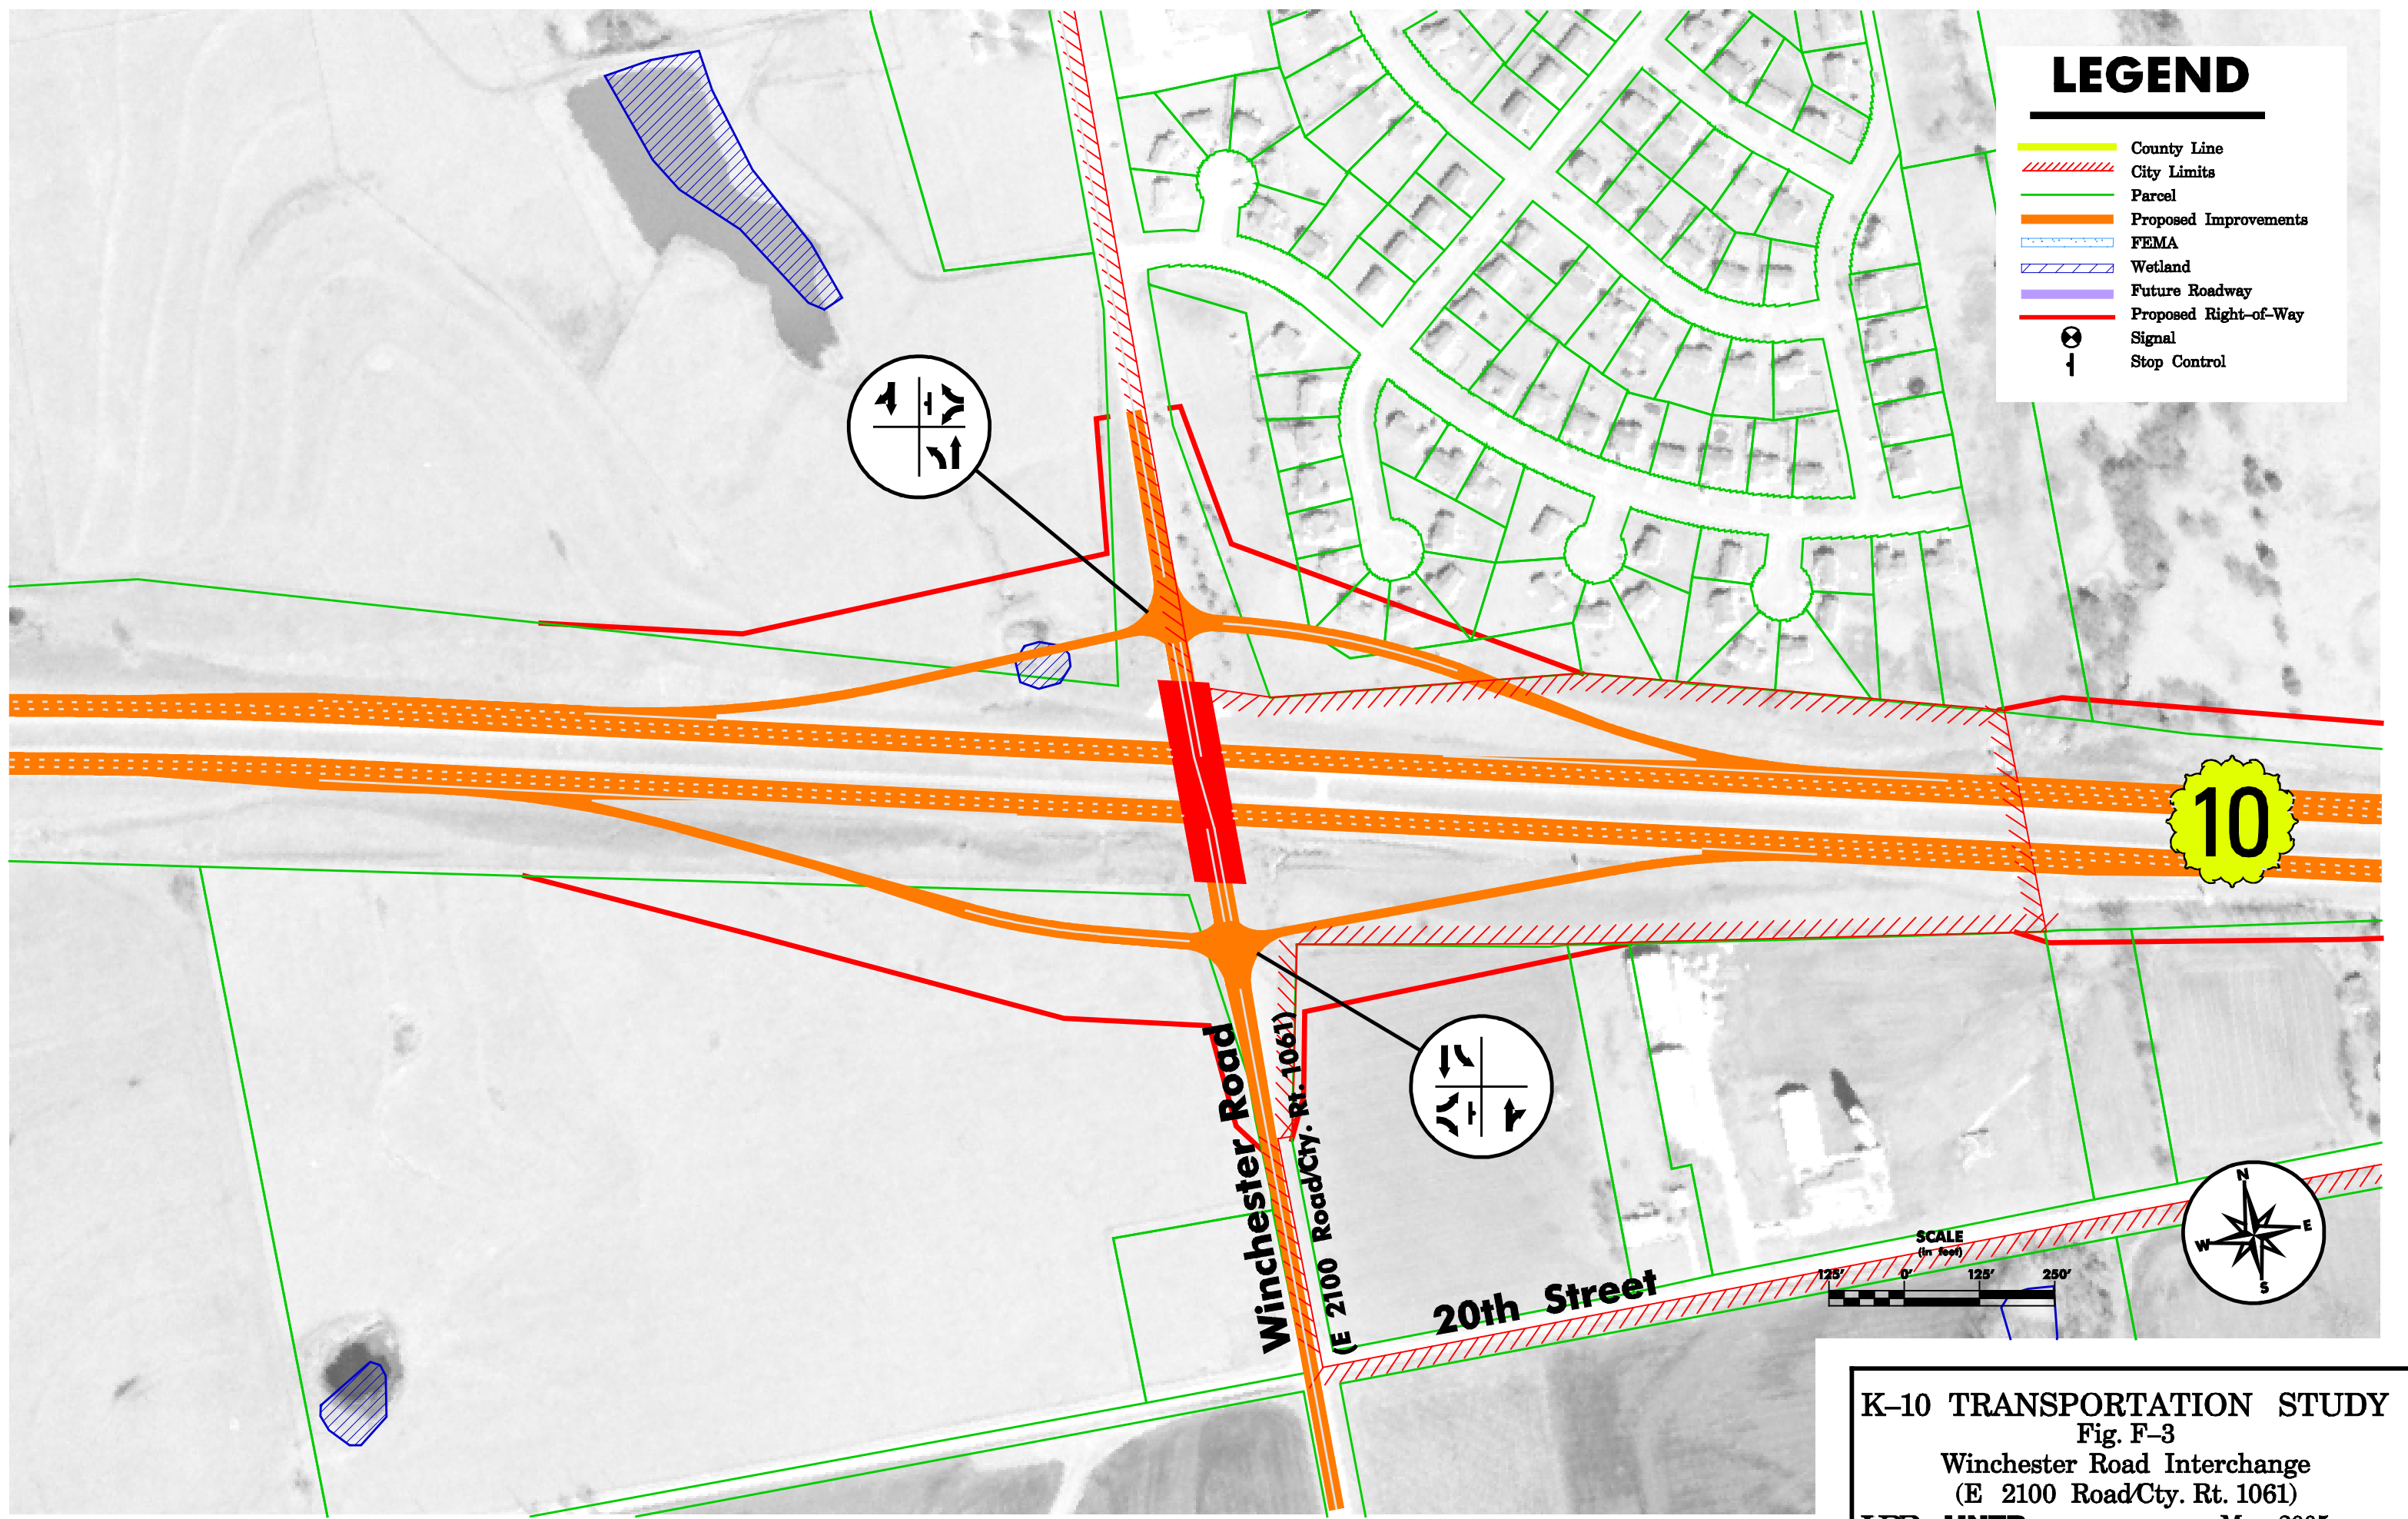 LEGEND
County Line
City Limits
Parcel
Proposed Improvements
FEMA
Wetland
Future Roadway
Proposed Right-of-Way
Signal
Stop Control
10
Winchester Road
(E 2100 Road/Cty. Rt. 1061)
20th Street
SCALE
(in feet)
125' 0' 125' 250'
N
E
W
S
K-10 TRANSPORTATION STUDY
Fig. F-3
Winchester Road Interchange
(E 2100 Road/Cty. Rt. 1061)